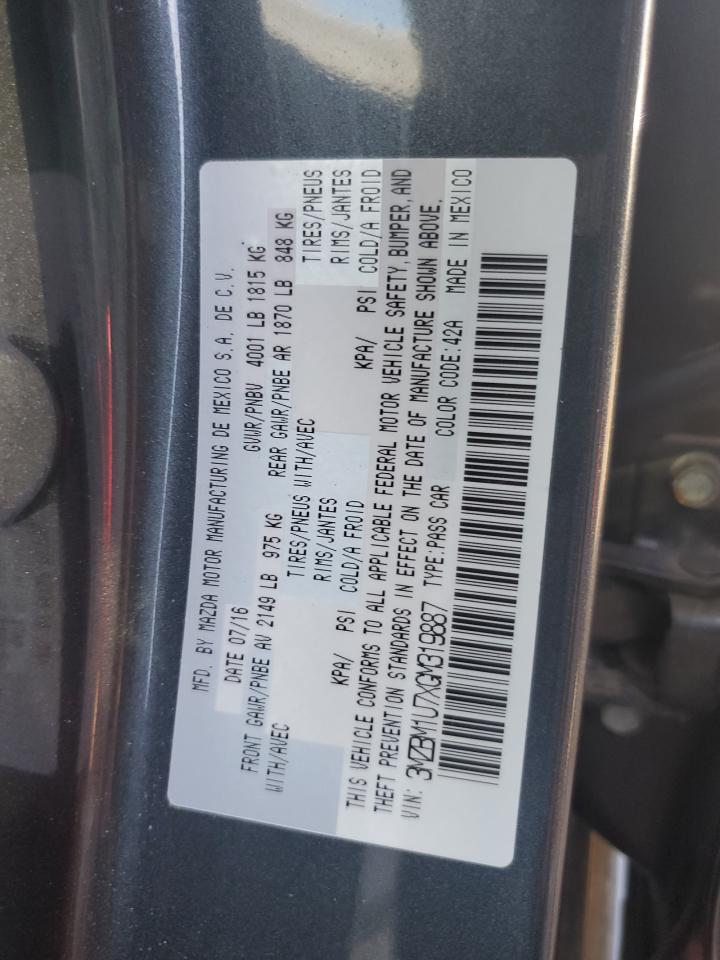 MFD. BY MAZDA MOTOR MANUFACTURING DE MEXICO S.A. DE C.V.
DATE 07/16 GVWR/PNBV 4001 LB 1815 KG
FRONT GAWR/PNBE AV 2149 LB 975 KG REAR GAWR/PNBE AR 1870 LB 848 KG
WITH/AVEC TIRES/PNEUS WITH/AVEC TIRES/PNEUS
RIMS/JANTES RIMS/JANTES
KPA/ PSI COLD/A FROID KPA/ PSI COLD/A FROID
THIS VEHICLE CONFORMS TO ALL APPLICABLE FEDERAL MOTOR VEHICLE SAFETY, BUMPER, AND
THEFT PREVENTION STANDARDS IN EFFECT ON THE DATE OF MANUFACTURE SHOWN ABOVE.
VIN: 3MZBM1U7XGM319887 TYPE:PASS CAR COLOR CODE:42A MADE IN MEXICO